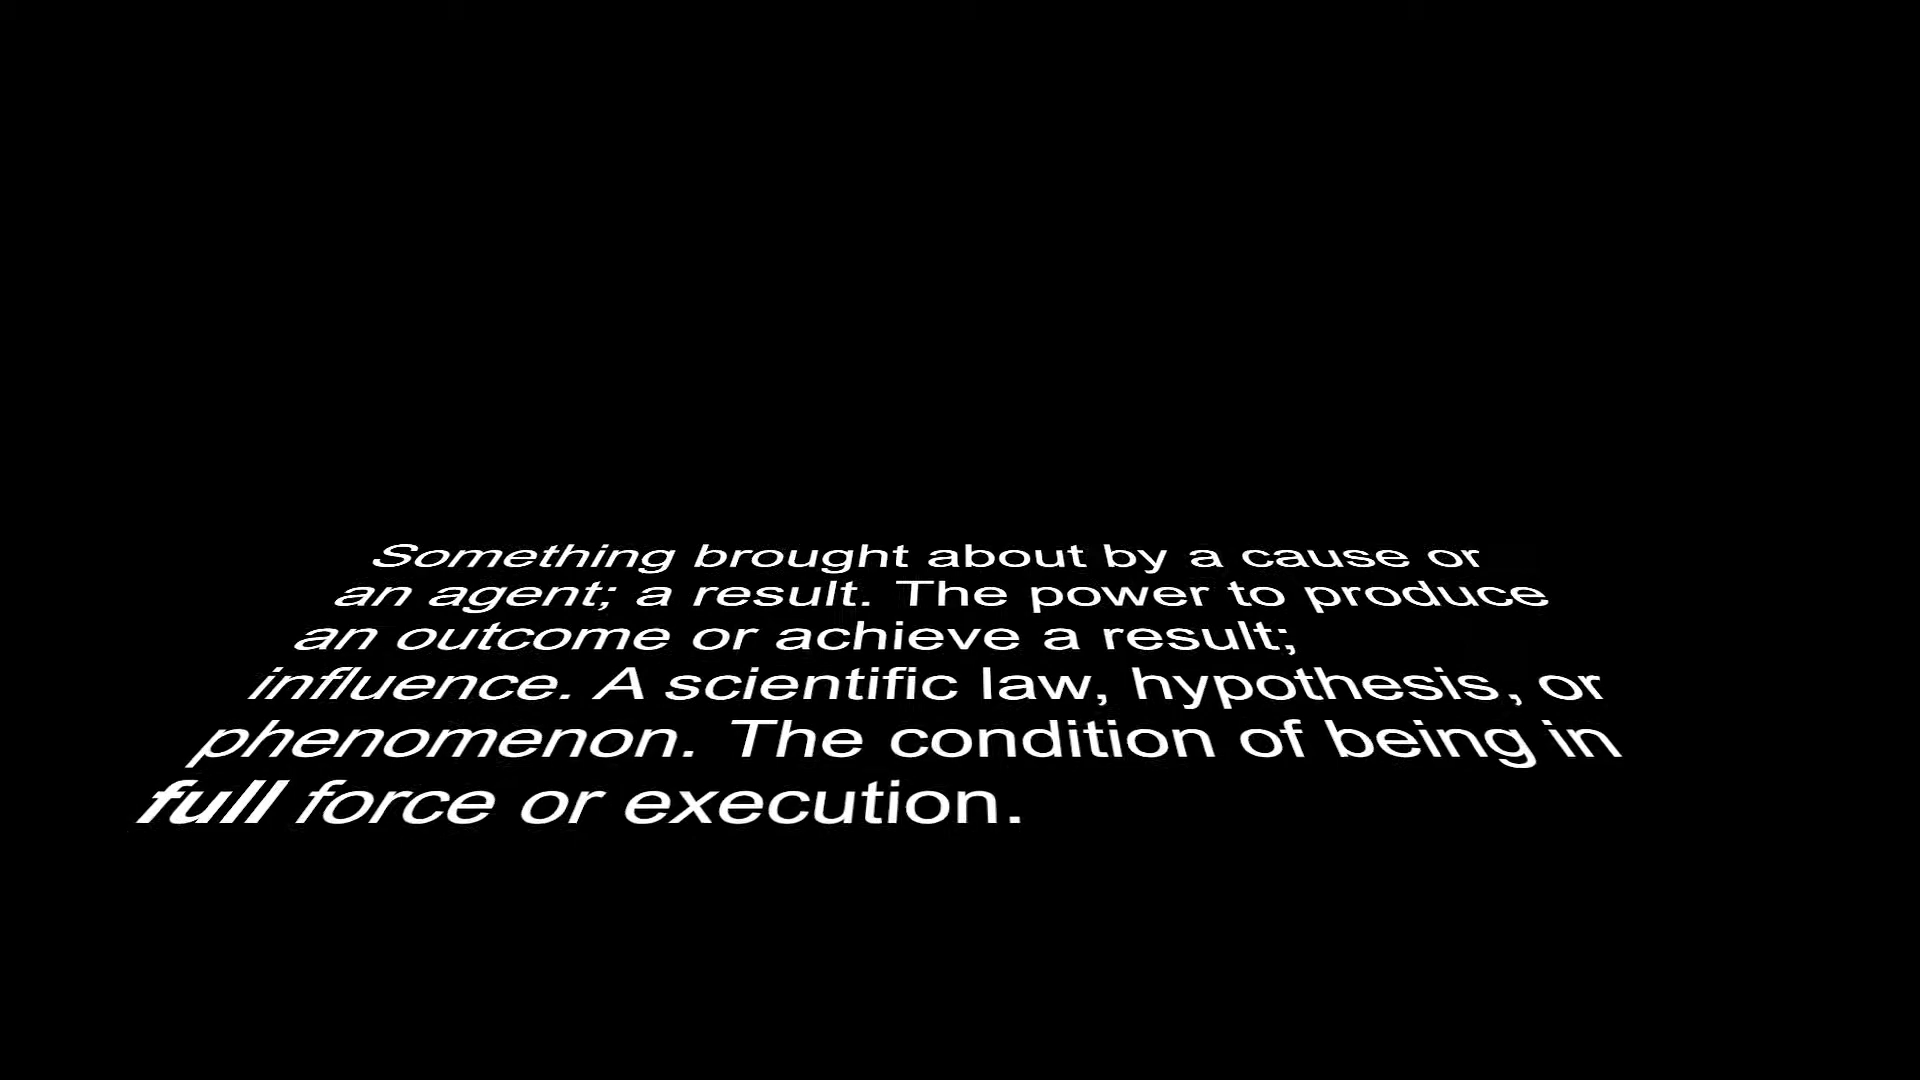 Something brought about by a cause or
an agent; a result. The power to produce
an outcome or achieve a result;
influence. A scientific law, hypothesis, or
phenomenon. The condition of being in
full force or execution.